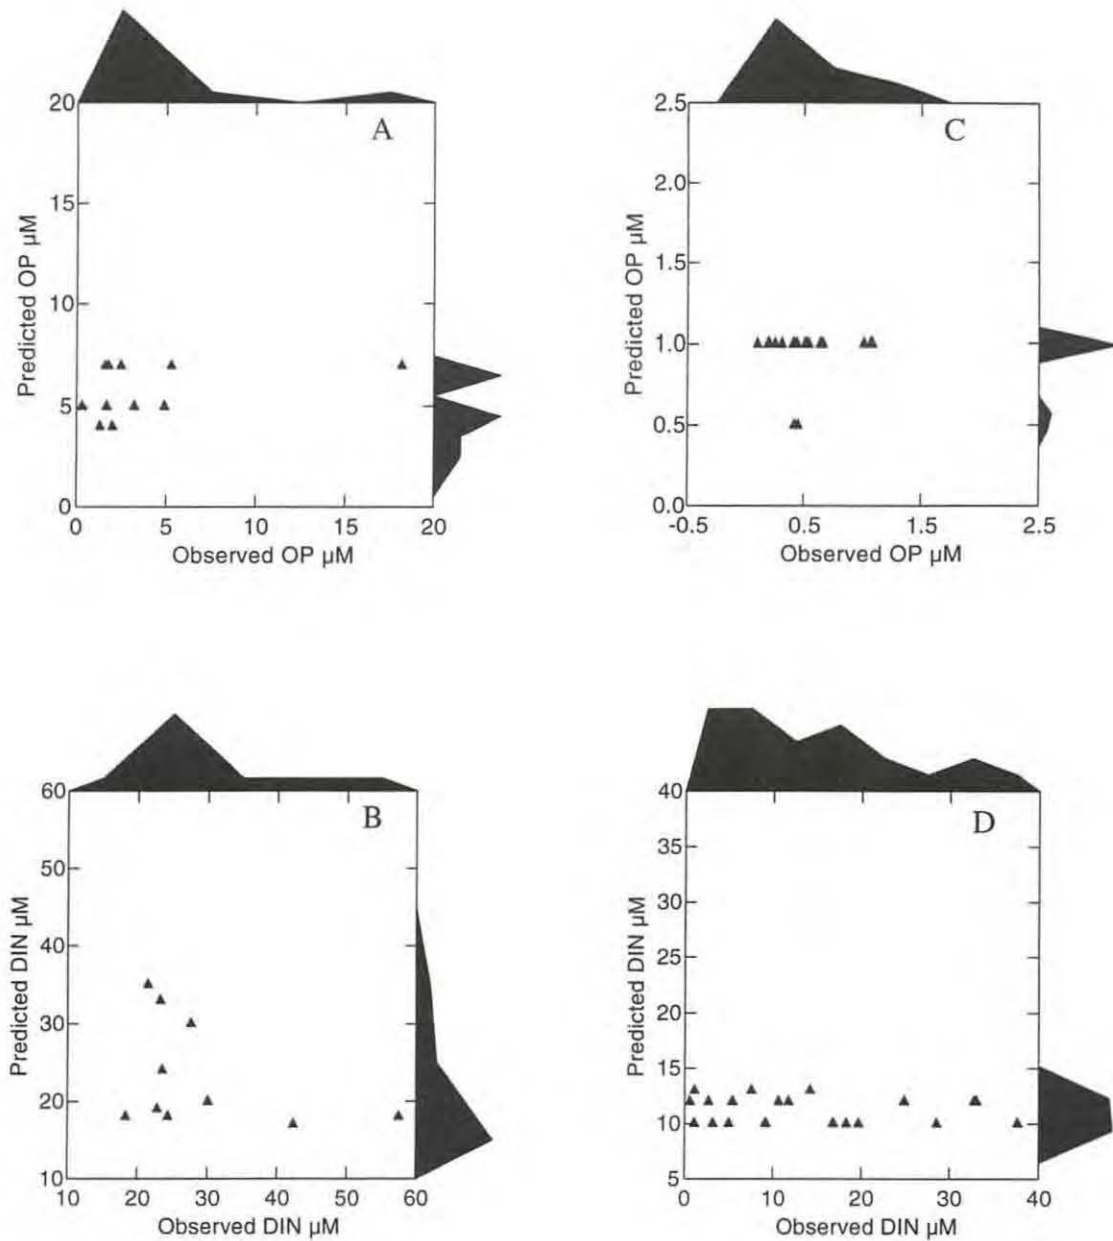 A
20
15
10
5
0
Predicted OP µM
0 5 10 15 20
Observed OP µM
C
2.5
2.0
1.5
1.0
0.5
0.0
Predicted OP µM
-0.5 0.5 1.5 2.5
Observed OP µM
B
60
50
40
30
20
10
Predicted DIN µM
10 20 30 40 50 60
Observed DIN µM
D
40
35
30
25
20
15
10
5
Predicted DIN µM
0 10 20 30 40
Observed DIN µM